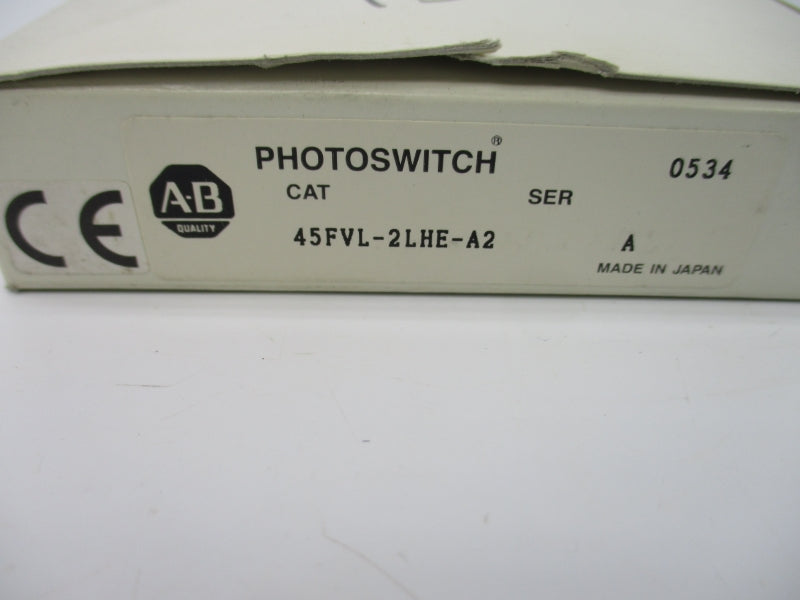 PHOTOSWITCH®
0534
CAT
SER
A-B
QUALITY
CE
45FVL-2LHE-A2
A
MADE IN JAPAN